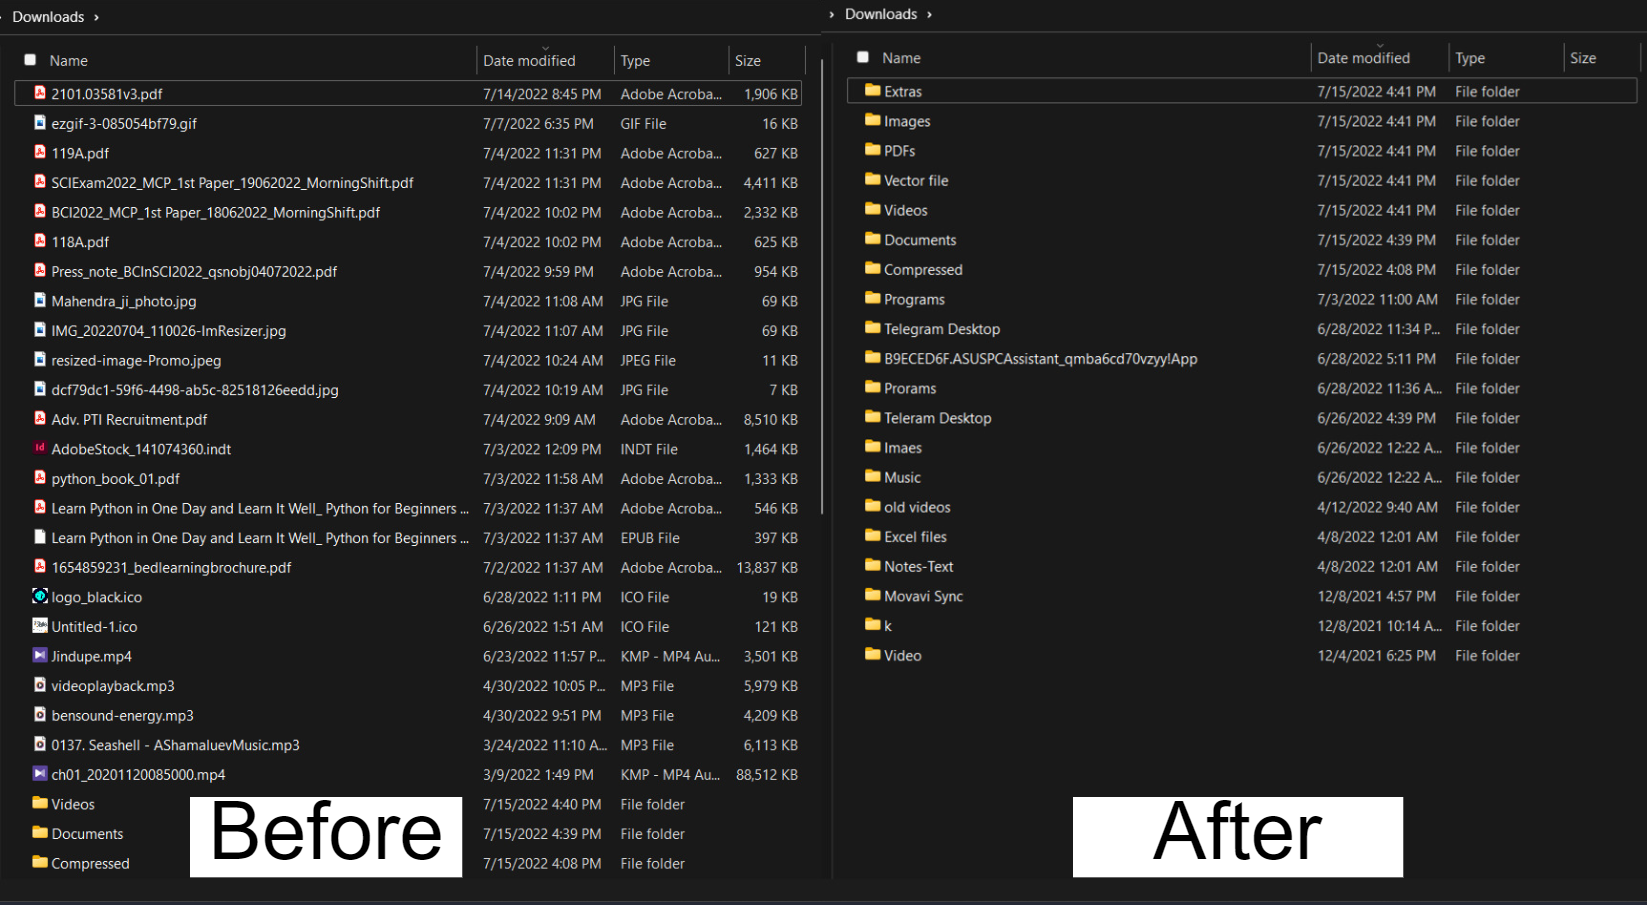 Downloads ›
Name Date modified Type Size
2101.03581v3.pdf 7/14/2022 8:45 PM Adobe Acroba... 1,906 KB
ezgif-3-085054bf79.gif 7/7/2022 6:35 PM GIF File 16 KB
119A.pdf 7/4/2022 11:31 PM Adobe Acroba... 627 KB
SCIExam2022_MCP_1st Paper_19062022_MorningShift.pdf 7/4/2022 11:31 PM Adobe Acroba... 4,411 KB
BCI2022_MCP_1st Paper_18062022_MorningShift.pdf 7/4/2022 10:02 PM Adobe Acroba... 2,332 KB
118A.pdf 7/4/2022 10:02 PM Adobe Acroba... 625 KB
Press_note_BCInSCI2022_qsnobj04072022.pdf 7/4/2022 9:59 PM Adobe Acroba... 954 KB
Mahendra_ji_photo.jpg 7/4/2022 11:08 AM JPG File 69 KB
IMG_20220704_110026-ImResizer.jpg 7/4/2022 11:07 AM JPG File 69 KB
resized-image-Promo.jpeg 7/4/2022 10:24 AM JPEG File 11 KB
dcf79dc1-59f6-4498-ab5c-82518126eedd.jpg 7/4/2022 10:19 AM JPG File 7 KB
Adv. PTI Recruitment.pdf 7/4/2022 9:09 AM Adobe Acroba... 8,510 KB
AdobeStock_141074360.indt 7/3/2022 12:09 PM INDT File 1,464 KB
python_book_01.pdf 7/3/2022 11:58 AM Adobe Acroba... 1,333 KB
Learn Python in One Day and Learn It Well_ Python for Beginners ... 7/3/2022 11:37 AM Adobe Acroba... 546 KB
Learn Python in One Day and Learn It Well_ Python for Beginners ... 7/3/2022 11:37 AM EPUB File 397 KB
1654859231_bedlearningbrochure.pdf 7/2/2022 11:37 AM Adobe Acroba... 13,837 KB
logo_black.ico 6/28/2022 1:11 PM ICO File 19 KB
Untitled-1.ico 6/26/2022 1:51 AM ICO File 121 KB
Jindupe.mp4 6/23/2022 11:57 P... KMP - MP4 Au... 3,501 KB
videoplayback.mp3 4/30/2022 10:05 P... MP3 File 5,979 KB
bensound-energy.mp3 4/30/2022 9:51 PM MP3 File 4,209 KB
0137. Seashell - AShamaluevMusic.mp3 3/24/2022 11:10 A... MP3 File 6,113 KB
ch01_20201120085000.mp4 3/9/2022 1:49 PM KMP - MP4 Au... 88,512 KB
Videos 7/15/2022 4:40 PM File folder
Documents 7/15/2022 4:39 PM File folder
Compressed 7/15/2022 4:08 PM File folder
Before
› Downloads ›
Name Date modified Type Size
Extras 7/15/2022 4:41 PM File folder
Images 7/15/2022 4:41 PM File folder
PDFs 7/15/2022 4:41 PM File folder
Vector file 7/15/2022 4:41 PM File folder
Videos 7/15/2022 4:41 PM File folder
Documents 7/15/2022 4:39 PM File folder
Compressed 7/15/2022 4:08 PM File folder
Programs 7/3/2022 11:00 AM File folder
Telegram Desktop 6/28/2022 11:34 P... File folder
B9ECED6F.ASUSPCAssistant_qmba6cd70vzyy!App 6/28/2022 5:11 PM File folder
Prorams 6/28/2022 11:36 A... File folder
Teleram Desktop 6/26/2022 4:39 PM File folder
Imaes 6/26/2022 12:22 A... File folder
Music 6/26/2022 12:22 A... File folder
old videos 4/12/2022 9:40 AM File folder
Excel files 4/8/2022 12:01 AM File folder
Notes-Text 4/8/2022 12:01 AM File folder
Movavi Sync 12/8/2021 4:57 PM File folder
k 12/8/2021 10:14 A... File folder
Video 12/4/2021 6:25 PM File folder
After